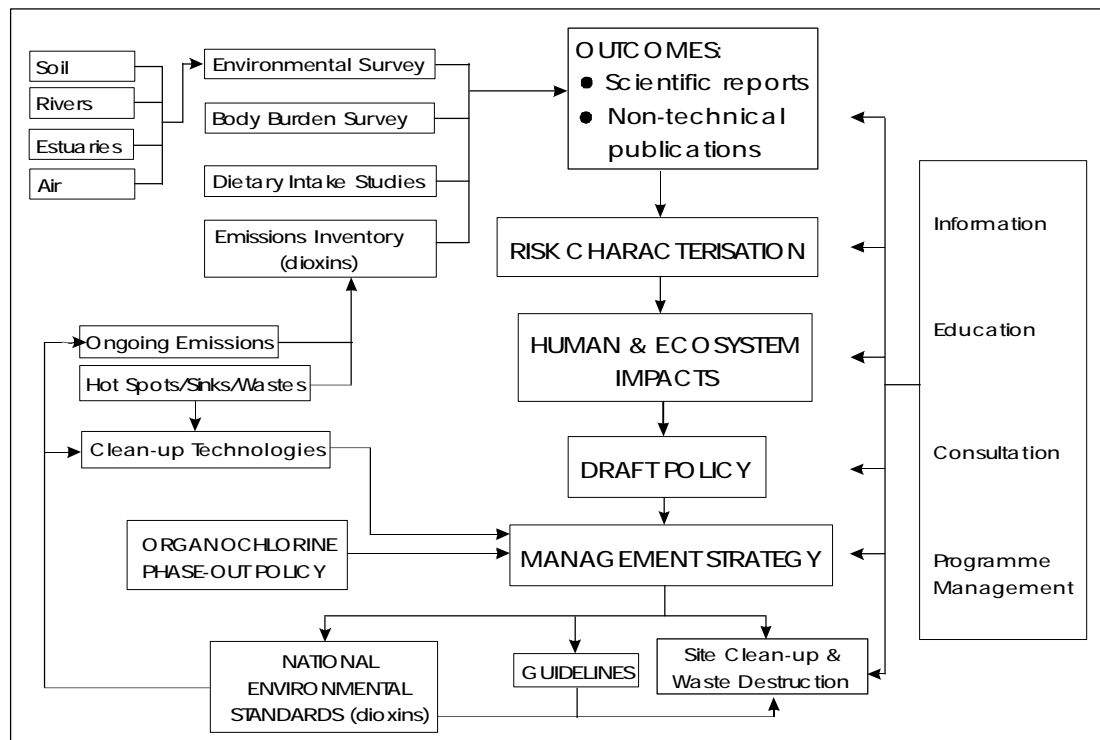 Soil
Rivers
Estuaries
Air
Environmental Survey
Body Burden Survey
Dietary Intake Studies
Emissions Inventory
(dioxins)
OUTCOMES:
● Scientific reports
● Non-technical
publications
RISK CHARACTERISATION
HUMAN & ECOSYSTEM
IMPACTS
DRAFT POLICY
MANAGEMENT STRATEGY
Ongoing Emissions
Hot Spots/Sinks/Wastes
Clean-up Technologies
ORGANOCHLORINE
PHASE-OUT POLICY
NATIONAL
ENVIRONMENTAL
STANDARDS (dioxins)
GUIDELINES
Site Clean-up &
Waste Destruction
Information
Education
Consultation
Programme
Management